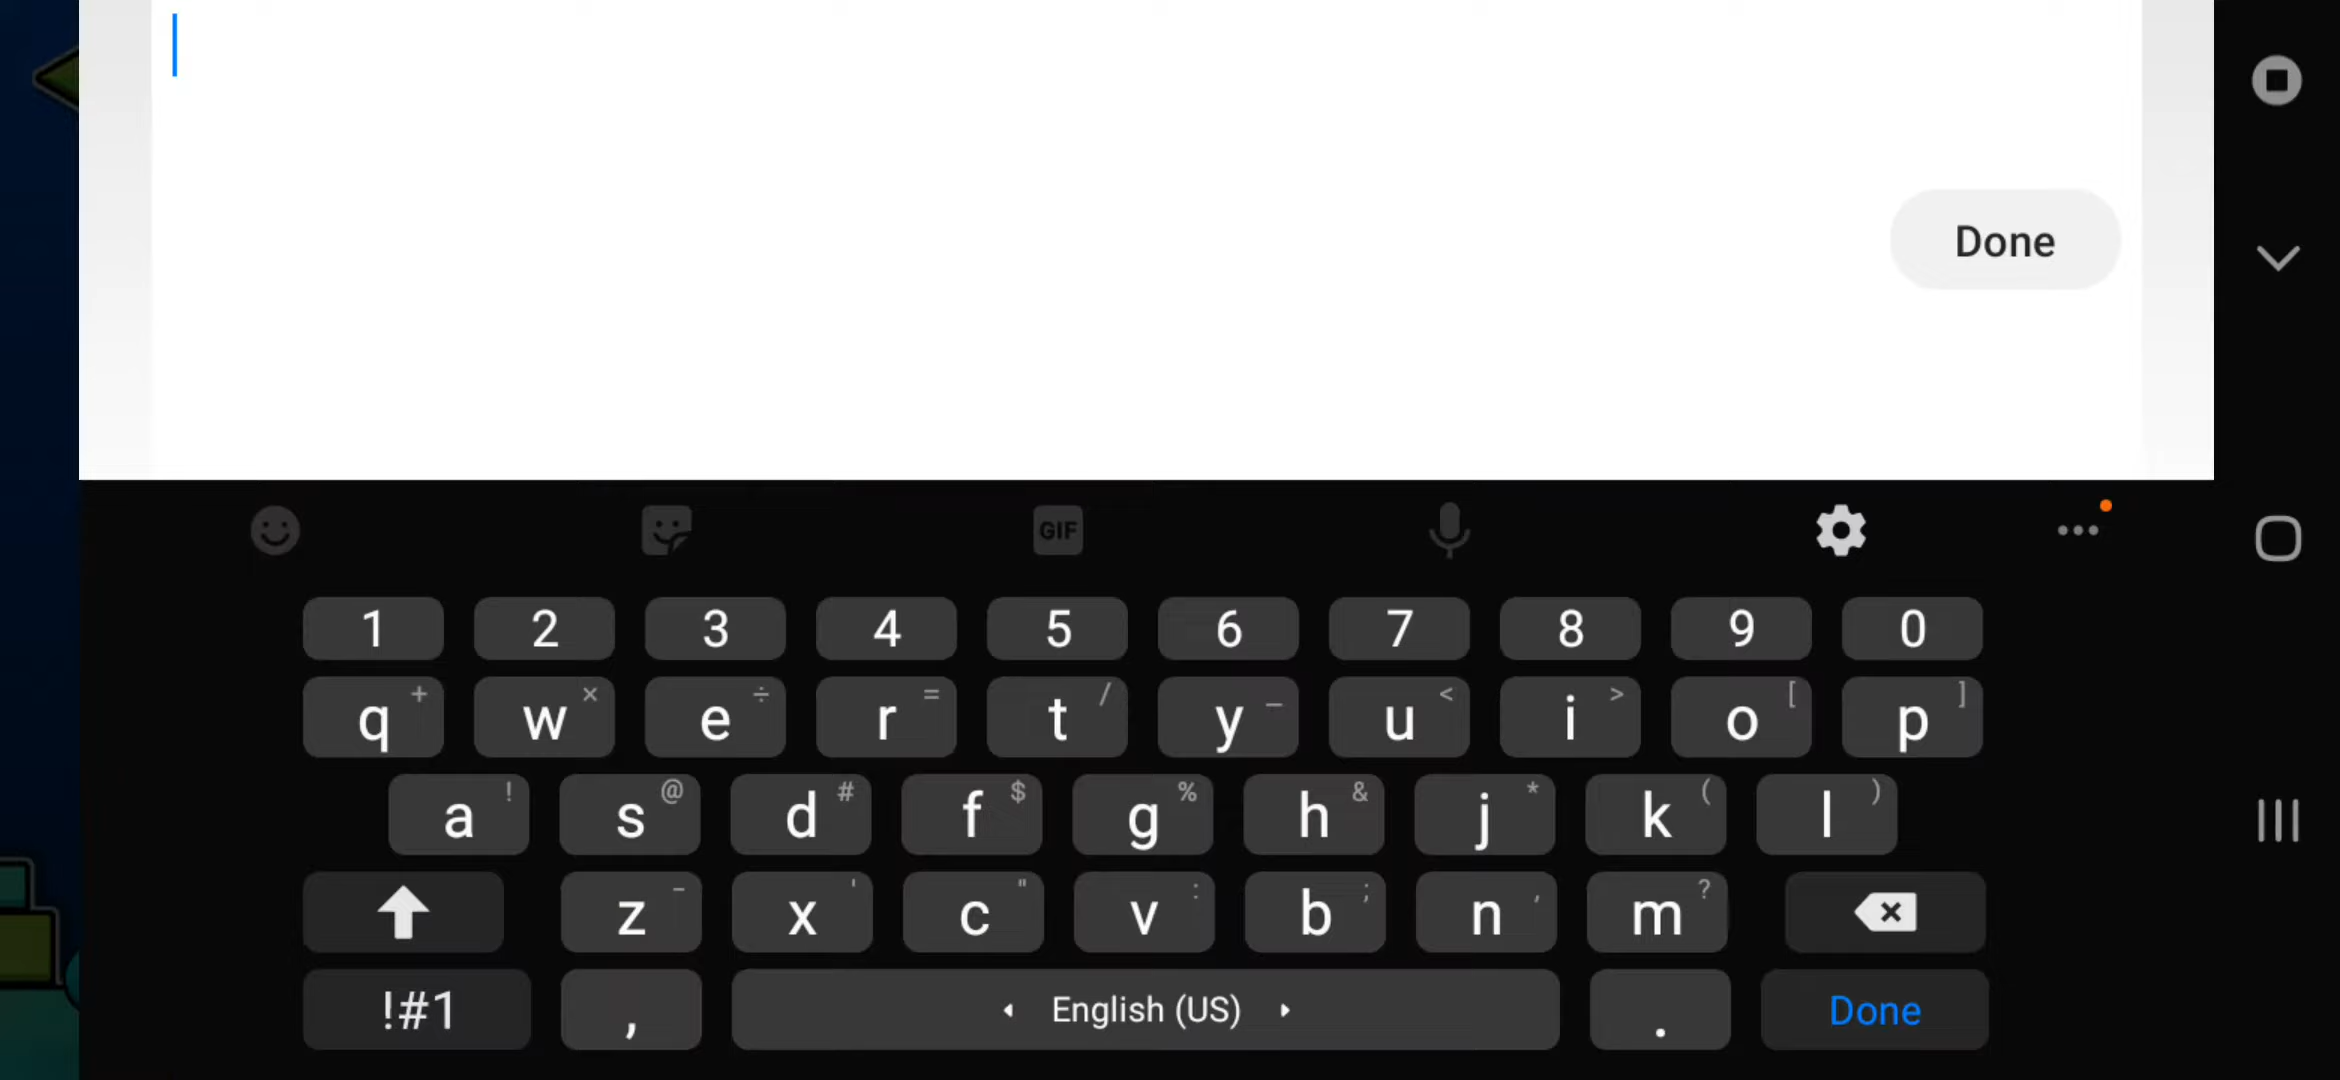 Done
GIF
1 2 3 4 5 6 7 8 9 0
q + w × e ÷ r = t / y _ u < i > o [ p ]
a ! s @ d # f $ g % h & j * k ( l )
z - x ' c " v : b ; n , m ?
!#1 , English (US) . Done